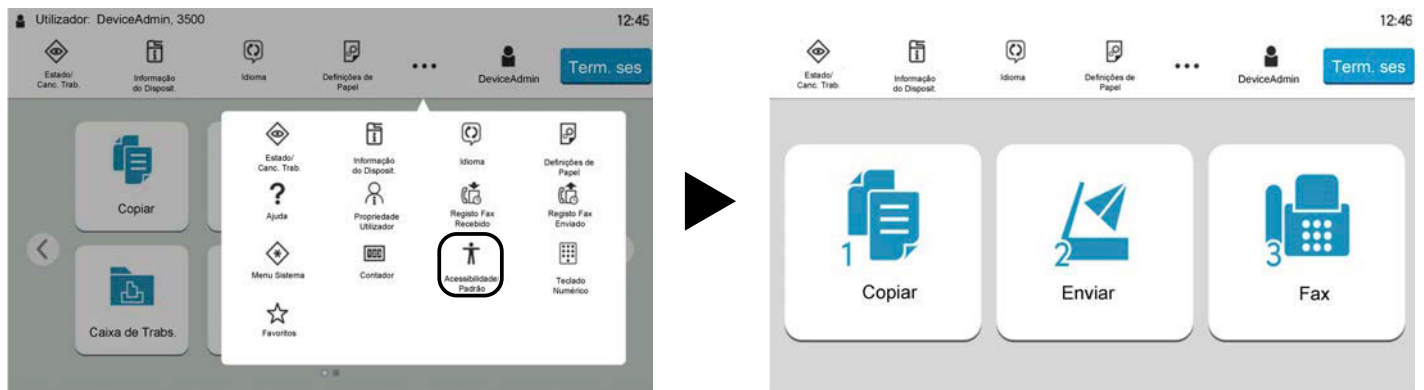 Utilizador: DeviceAdmin, 3500
12:45
Estado/
Canc. Trab.
Informação
do Disposit.
Idioma
Definições de
Papel
DeviceAdmin
Term. ses
Copiar
Caixa de Trabs.
Estado/
Canc. Trab.
Informação
do Disposit.
Idioma
Definições de
Papel
Ajuda
Propriedade
Utilizador
Registo Fax
Recebido
Registo Fax
Enviado
Menu Sistema
Contador
Acessibilidade/
Padrão
Teclado
Numérico
Favoritos
12:46
Estado/
Canc. Trab.
Informação
do Disposit.
Idioma
Definições de
Papel
DeviceAdmin
Term. ses
1
Copiar
2
Enviar
3
Fax